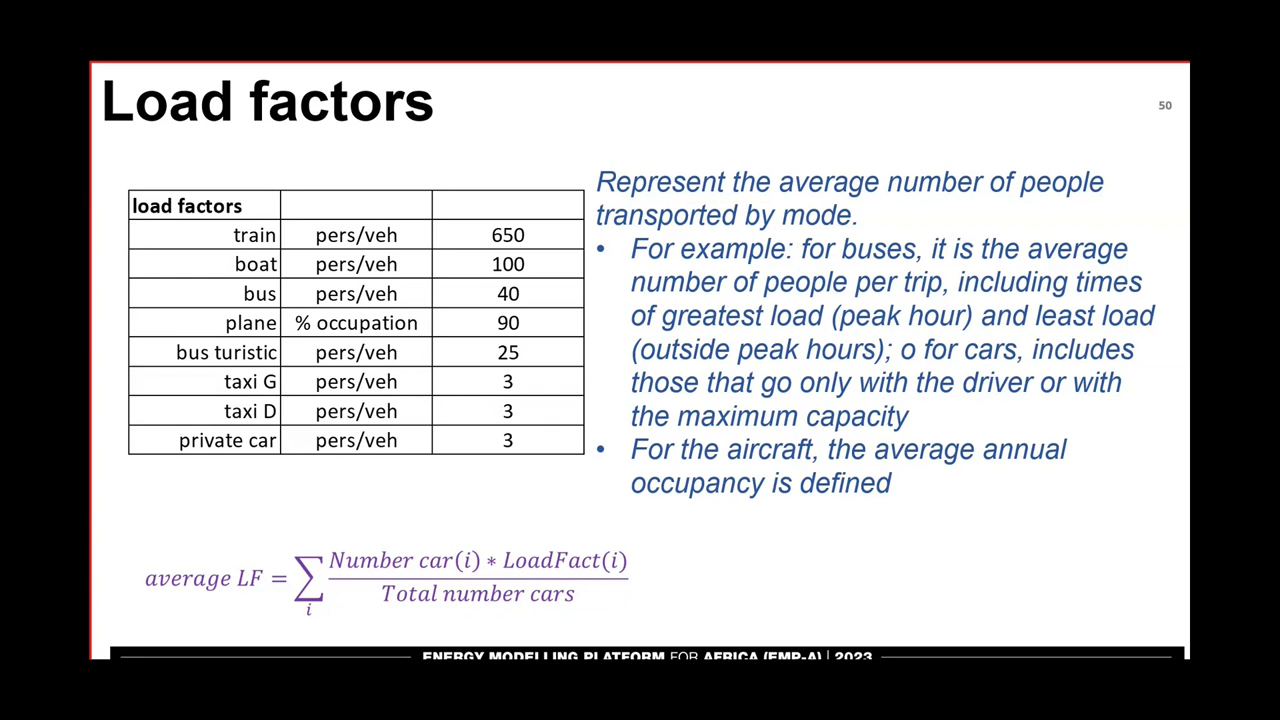 Load factors
50
load factors
train pers/veh 650
boat pers/veh 100
bus pers/veh 40
plane % occupation 90
bus turistic pers/veh 25
taxi G pers/veh 3
taxi D pers/veh 3
private car pers/veh 3
Represent the average number of people
transported by mode.
• For example: for buses, it is the average
number of people per trip, including times
of greatest load (peak hour) and least load
(outside peak hours); o for cars, includes
those that go only with the driver or with
the maximum capacity
• For the aircraft, the average annual
occupancy is defined
average LF = ∑ i Number car(i) * LoadFact(i) / Total number cars
ENERGY MODELLING PLATFORM FOR AFRICA (EMP-A) | 2023